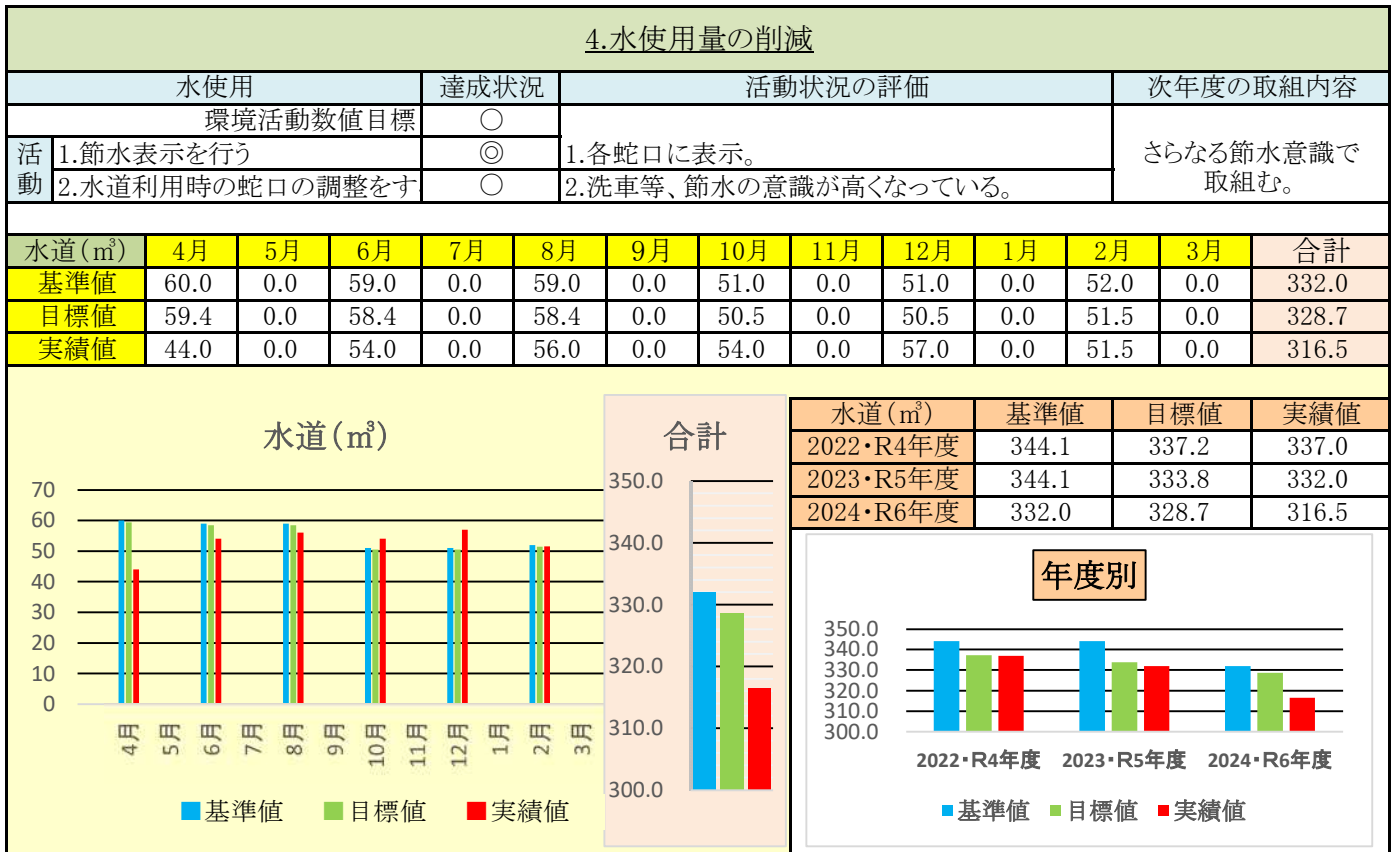 4.水使用量の削減
水使用 達成状況 活動状況の評価 次年度の取組内容
環境活動数値目標 ○
活動 1.節水表示を行う ◎ 1.各蛇口に表示。 さらなる節水意識で
2.水道利用時の蛇口の調整をす ○ 2.洗車等、節水の意識が高くなっている。 取組む。
水道(㎥) 4月 5月 6月 7月 8月 9月 10月 11月 12月 1月 2月 3月 合計
基準値 60.0 0.0 59.0 0.0 59.0 0.0 51.0 0.0 51.0 0.0 52.0 0.0 332.0
目標値 59.4 0.0 58.4 0.0 58.4 0.0 50.5 0.0 50.5 0.0 51.5 0.0 328.7
実績値 44.0 0.0 54.0 0.0 56.0 0.0 54.0 0.0 57.0 0.0 51.5 0.0 316.5
水道(㎥)
70
60
50
40
30
20
10
0
4月 5月 6月 7月 8月 9月 10月 11月 12月 1月 2月 3月
基準値 目標値 実績値
合計
350.0
340.0
330.0
320.0
310.0
300.0
水道(㎥) 基準値 目標値 実績値
2022・R4年度 344.1 337.2 337.0
2023・R5年度 344.1 333.8 332.0
2024・R6年度 332.0 328.7 316.5
年度別
350.0
340.0
330.0
320.0
310.0
300.0
2022・R4年度 2023・R5年度 2024・R6年度
基準値 目標値 実績値